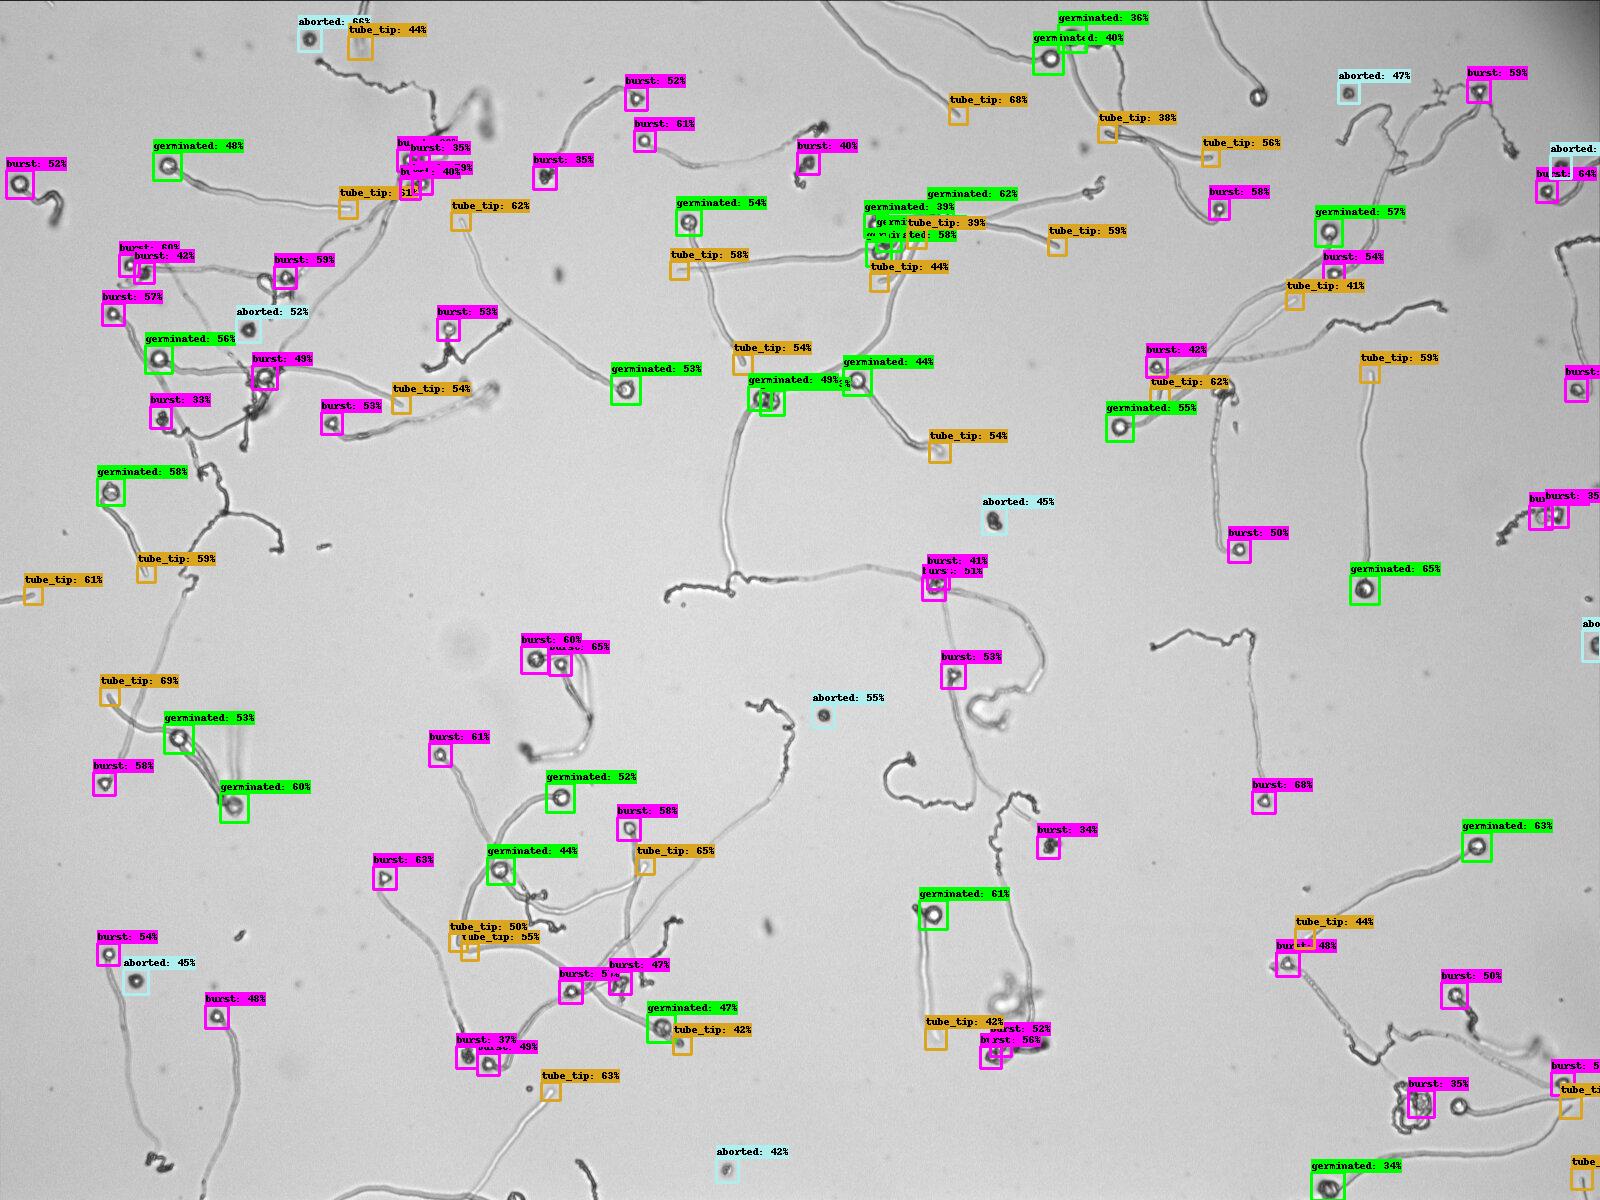 germinated: 36%
aborted: 66%
tube_tip: 44%
germinated: 40%
burst: 59%
aborted: 47%
burst: 52%
tube_tip: 68%
tube_tip: 38%
burst: 61%
tube_tip: 56%
germinated: 48%
burst: 40%
burst: 35%
aborted:
burst: 52%
burst: 35%
burst: 64%
tube_tip: 61%
burst: 40%
burst: 58%
germinated: 62%
germinated: 54%
tube_tip: 62%
germinated: 39%
germinated: 57%
tube_tip: 39%
tube_tip: 59%
germinated: 58%
burst: 60%
burst: 42%
burst: 59%
tube_tip: 58%
burst: 54%
tube_tip: 44%
tube_tip: 41%
burst: 57%
aborted: 52%
burst: 53%
germinated: 56%
tube_tip: 54%
burst: 42%
burst: 49%
germinated: 44%
tube_tip: 59%
germinated: 53%
burst:
germinated: 49%
tube_tip: 62%
tube_tip: 54%
burst: 33%
burst: 53%
germinated: 55%
tube_tip: 54%
germinated: 58%
aborted: 45%
burst: 35
burst: 50%
tube_tip: 59%
burst: 41%
burst: 51%
germinated: 65%
tube_tip: 61%
burst: 60%
burst: 65%
burst: 53%
tube_tip: 69%
aborted: 55%
germinated: 53%
burst: 61%
burst: 58%
germinated: 52%
germinated: 60%
burst: 68%
burst: 58%
burst: 34%
germinated: 63%
germinated: 44%
tube_tip: 65%
burst: 63%
germinated: 61%
tube_tip: 50%
tube_tip: 44%
burst: 54%
tube_tip: 55%
burst: 48%
aborted: 45%
burst: 47%
burst: 50%
burst: 48%
germinated: 47%
tube_tip: 42%
tube_tip: 42%
burst: 52%
burst: 37%
burst: 49%
burst: 56%
tube_tip: 63%
burst: 35%
burst: 5
aborted: 42%
germinated: 34%